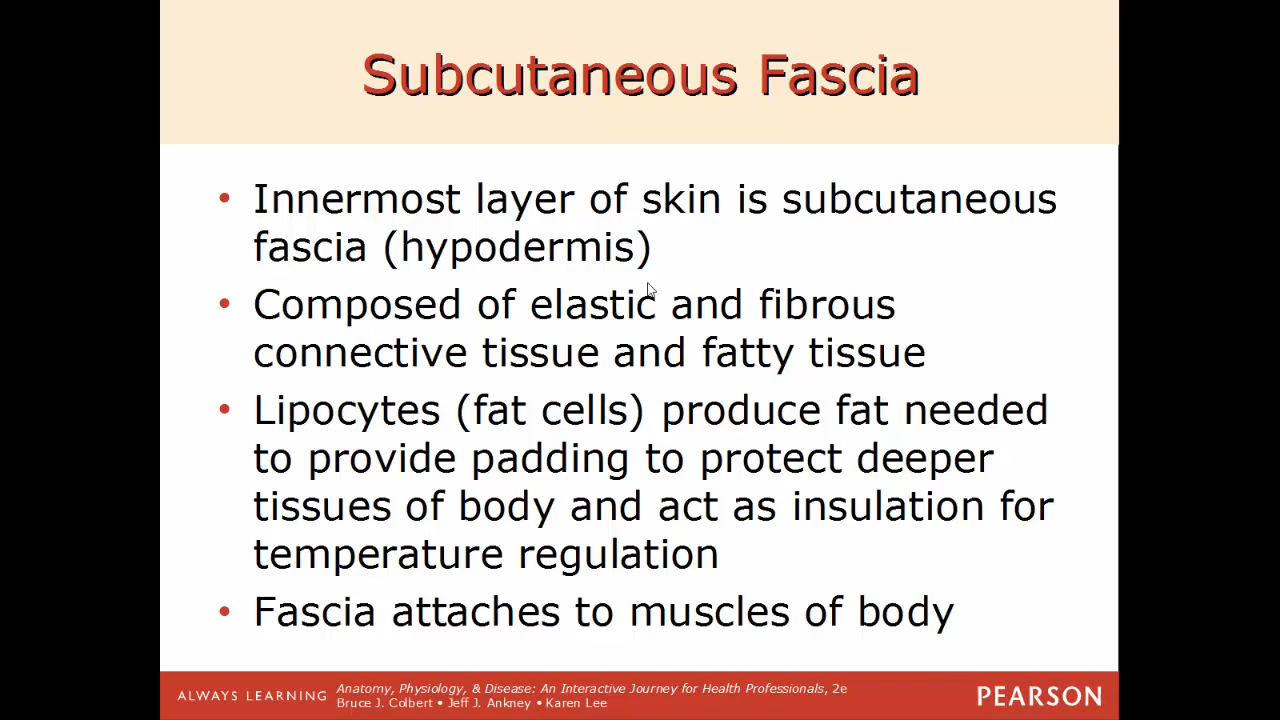 Subcutaneous Fascia
• Innermost layer of skin is subcutaneous
fascia (hypodermis)
• Composed of elastic and fibrous
connective tissue and fatty tissue
• Lipocytes (fat cells) produce fat needed
to provide padding to protect deeper
tissues of body and act as insulation for
temperature regulation
• Fascia attaches to muscles of body
ALWAYS LEARNING
Anatomy, Physiology, & Disease: An Interactive Journey for Health Professionals, 2e
Bruce J. Colbert • Jeff J. Ankney • Karen Lee
PEARSON